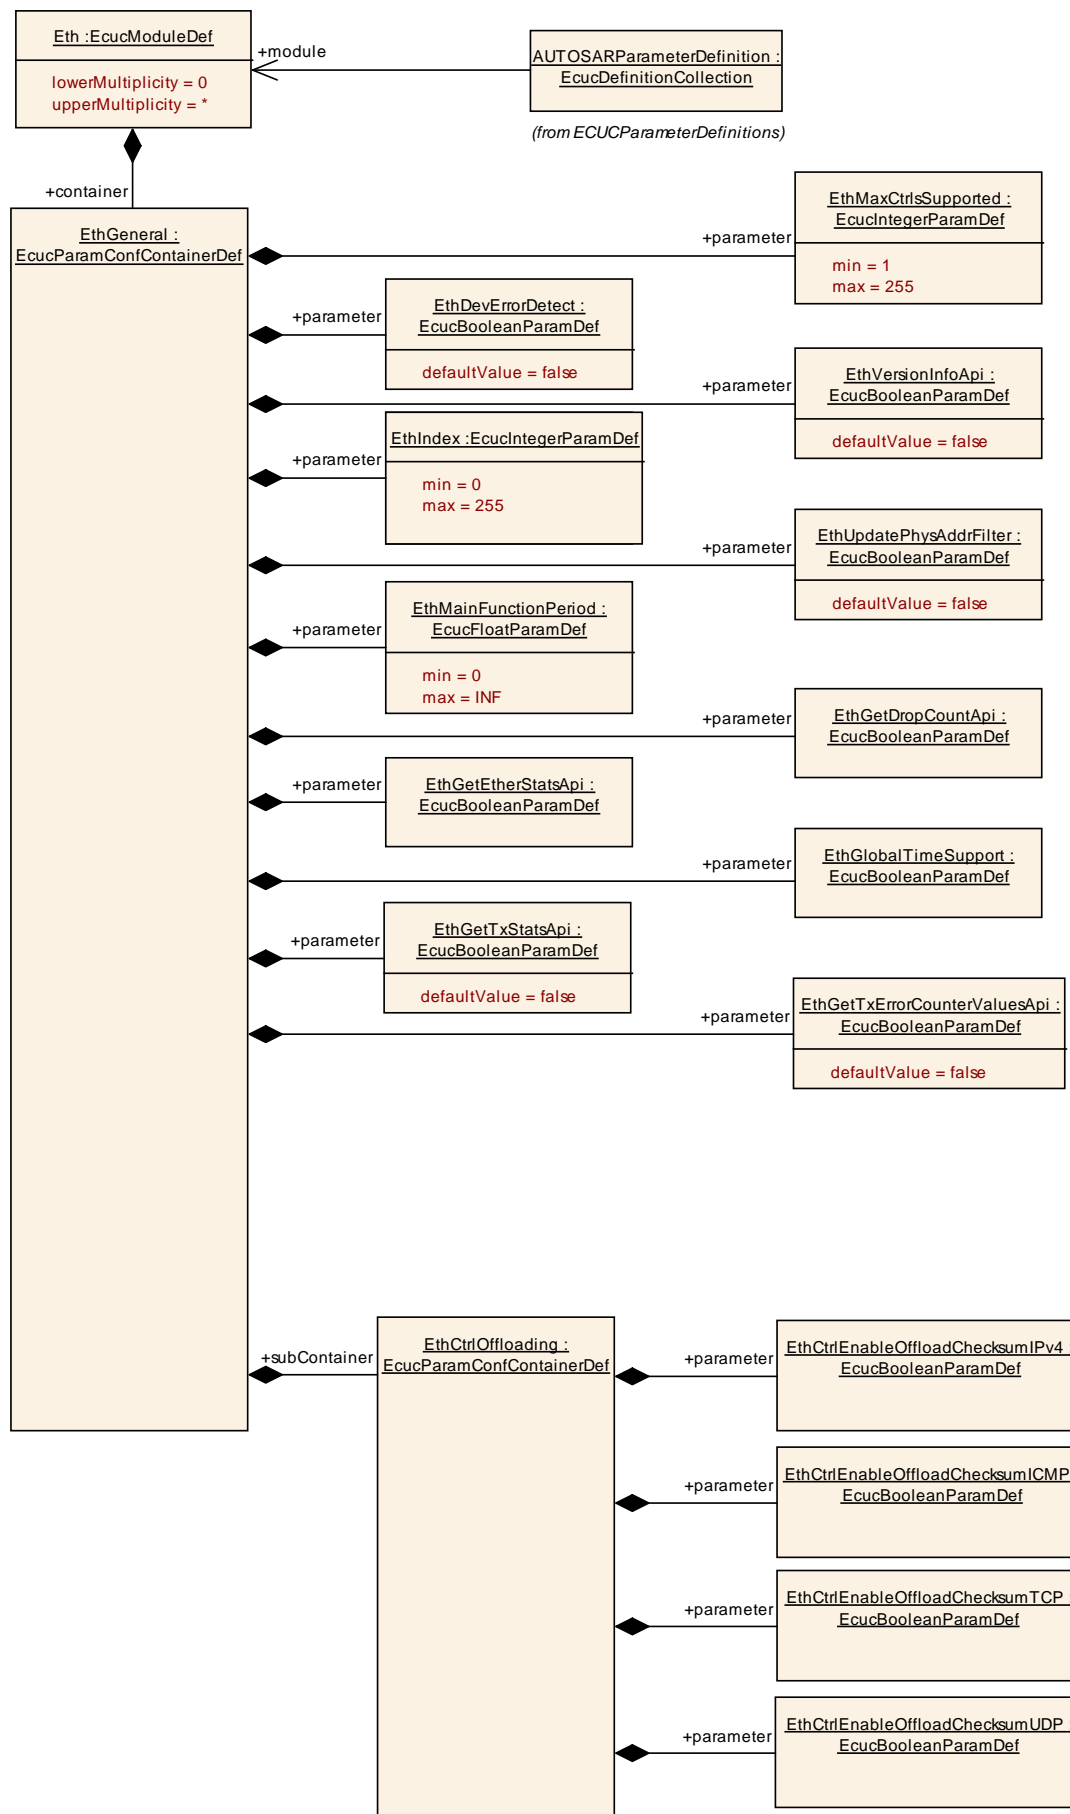 Eth :EcucModuleDef
lowerMultiplicity = 0
upperMultiplicity = *
+module
AUTOSARParameterDefinition :
EcucDefinitionCollection
(from ECUCParameterDefinitions)
+container
EthGeneral :
EcucParamConfContainerDef
+parameter
EthMaxCtrlsSupported :
EcucIntegerParamDef
min = 1
max = 255
+parameter
EthDevErrorDetect :
EcucBooleanParamDef
defaultValue = false
+parameter
EthVersionInfoApi :
EcucBooleanParamDef
defaultValue = false
+parameter
EthIndex :EcucIntegerParamDef
min = 0
max = 255
+parameter
EthUpdatePhysAddrFilter :
EcucBooleanParamDef
defaultValue = false
+parameter
EthMainFunctionPeriod :
EcucFloatParamDef
min = 0
max = INF
+parameter
EthGetDropCountApi :
EcucBooleanParamDef
+parameter
EthGetEtherStatsApi :
EcucBooleanParamDef
+parameter
EthGlobalTimeSupport :
EcucBooleanParamDef
+parameter
EthGetTxStatsApi :
EcucBooleanParamDef
defaultValue = false
+parameter
EthGetTxErrorCounterValuesApi :
EcucBooleanParamDef
defaultValue = false
+subContainer
EthCtrlOffloading :
EcucParamConfContainerDef
+parameter
EthCtrlEnableOffloadChecksumIPv4 :
EcucBooleanParamDef
+parameter
EthCtrlEnableOffloadChecksumICMP
EcucBooleanParamDef
+parameter
EthCtrlEnableOffloadChecksumTCP :
EcucBooleanParamDef
+parameter
EthCtrlEnableOffloadChecksumUDP :
EcucBooleanParamDef